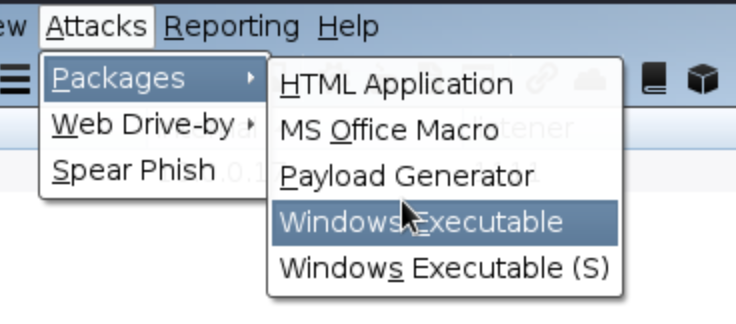 ew Attacks Reporting Help
Packages
Web Drive-by
Spear Phish
HTML Application
MS Office Macro
Payload Generator
Windows Executable
Windows Executable (S)